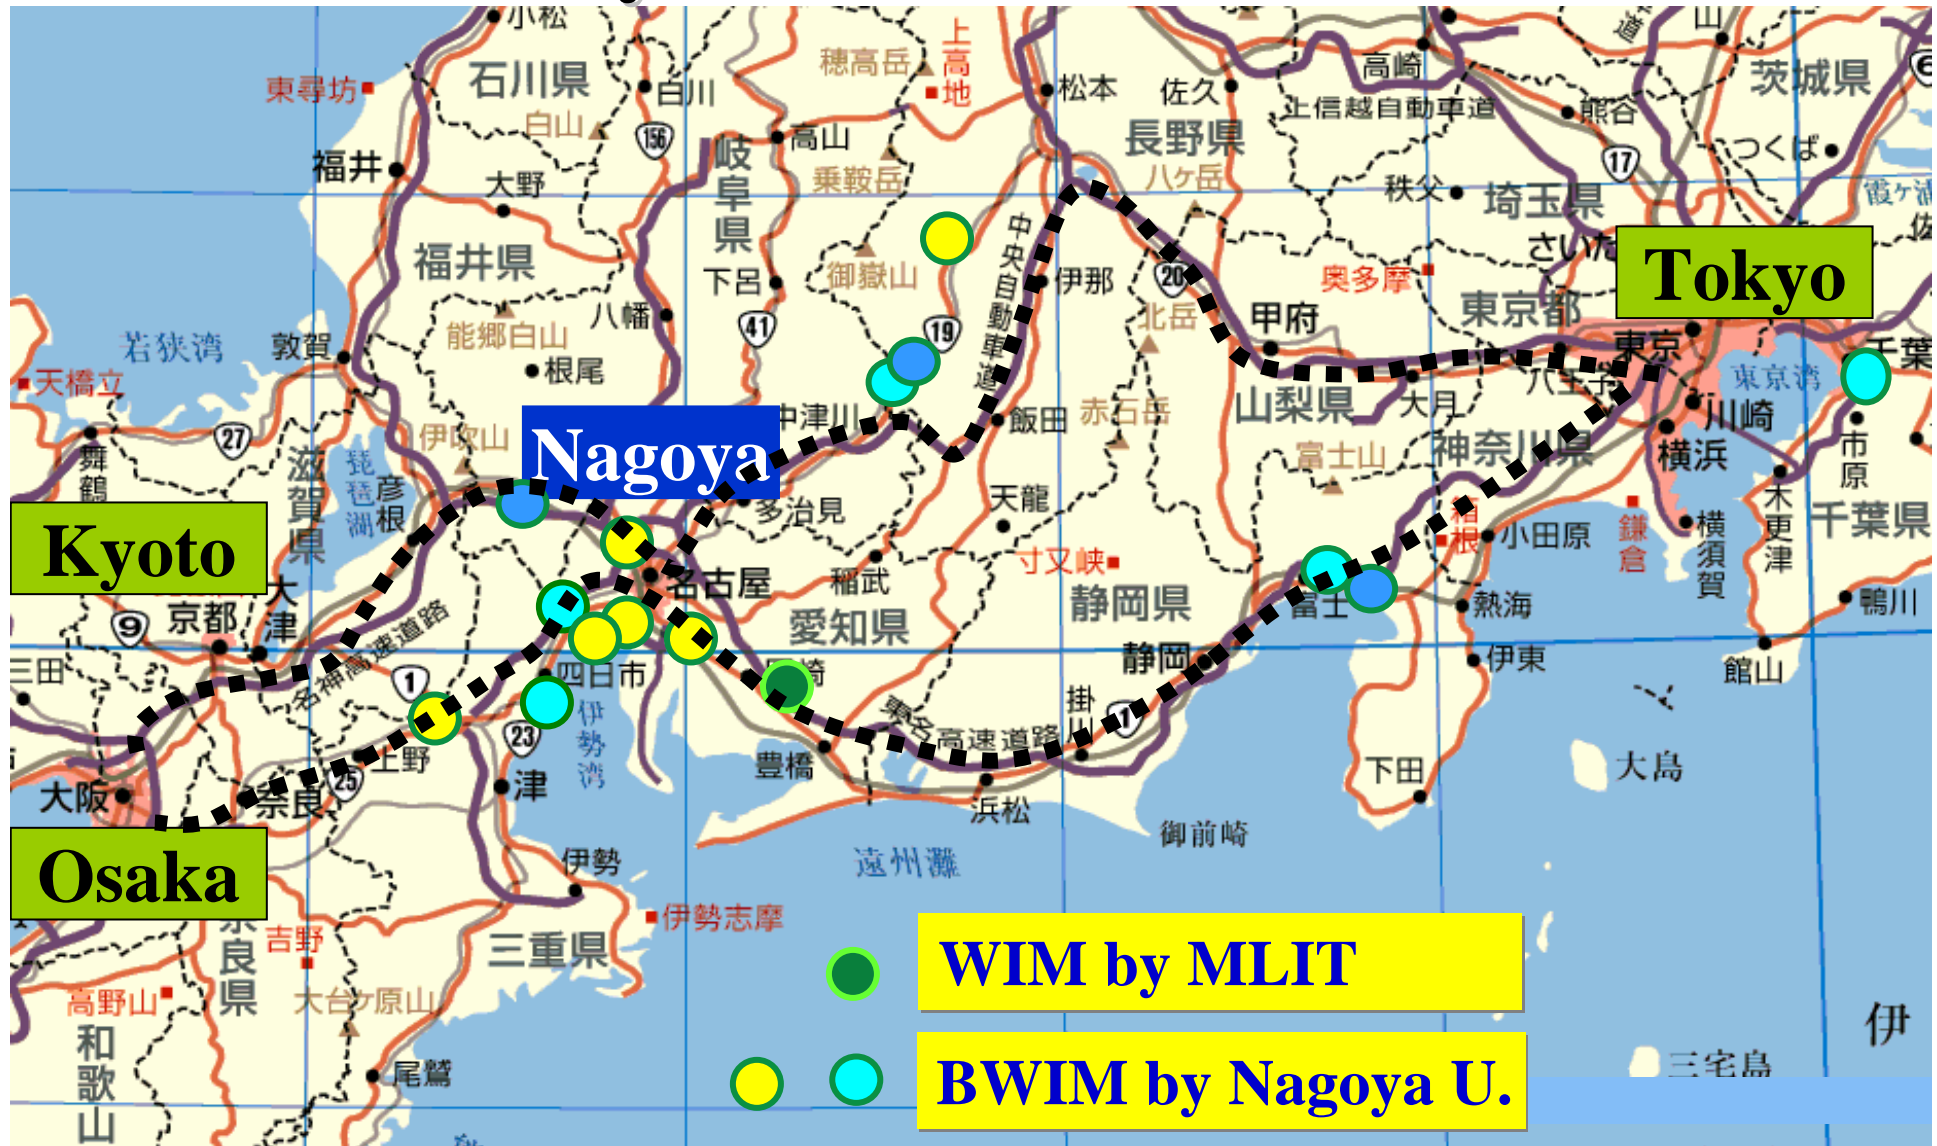 小松
上高地
穂高岳
石川県
東尋坊
白川
松本
佐久
高崎
山
道
茨城県
6
上信越自動車道
熊谷
白山
156
高山
長野県
17
つくば
福井
岐阜県
乗鞍岳
八ヶ岳
秩父
埼玉県
大野
中央自動車道
さいた
Tokyo
福井県
下呂
御嶽山
伊那
20
奥多摩
東京都
能郷白山
八幡
41
19
北岳
甲府
若狭湾
敦賀
東京
千葉
根尾
天橋立
八王子
東京湾
中津川
飯田
赤石岳
山梨県
大月
川崎
27
伊吹山
Nagoya
富士山
神奈川県
横浜
市原
舞鶴
滋賀県
琵琶湖
彦根
多治見
天龍
箱根
小田原
鎌倉
横須賀
木更津
千葉県
Kyoto
名古屋
稲武
寸又峡
静岡県
富士
熱海
鴨川
9
京都
大津
愛知県
名神高速道路
三田
1
四日市
静岡
伊東
館山
伊勢湾
23
東名高速道路
掛川
1
上野
25
豊橋
下田
大島
大阪
奈良
津
浜松
御前崎
Osaka
伊勢
遠州灘
伊勢志摩
奈良県
吉野
三重県
WIM by MLIT
高野山
大台ヶ原山
伊
和歌山
尾鷲
三宅島
BWIM by Nagoya U.